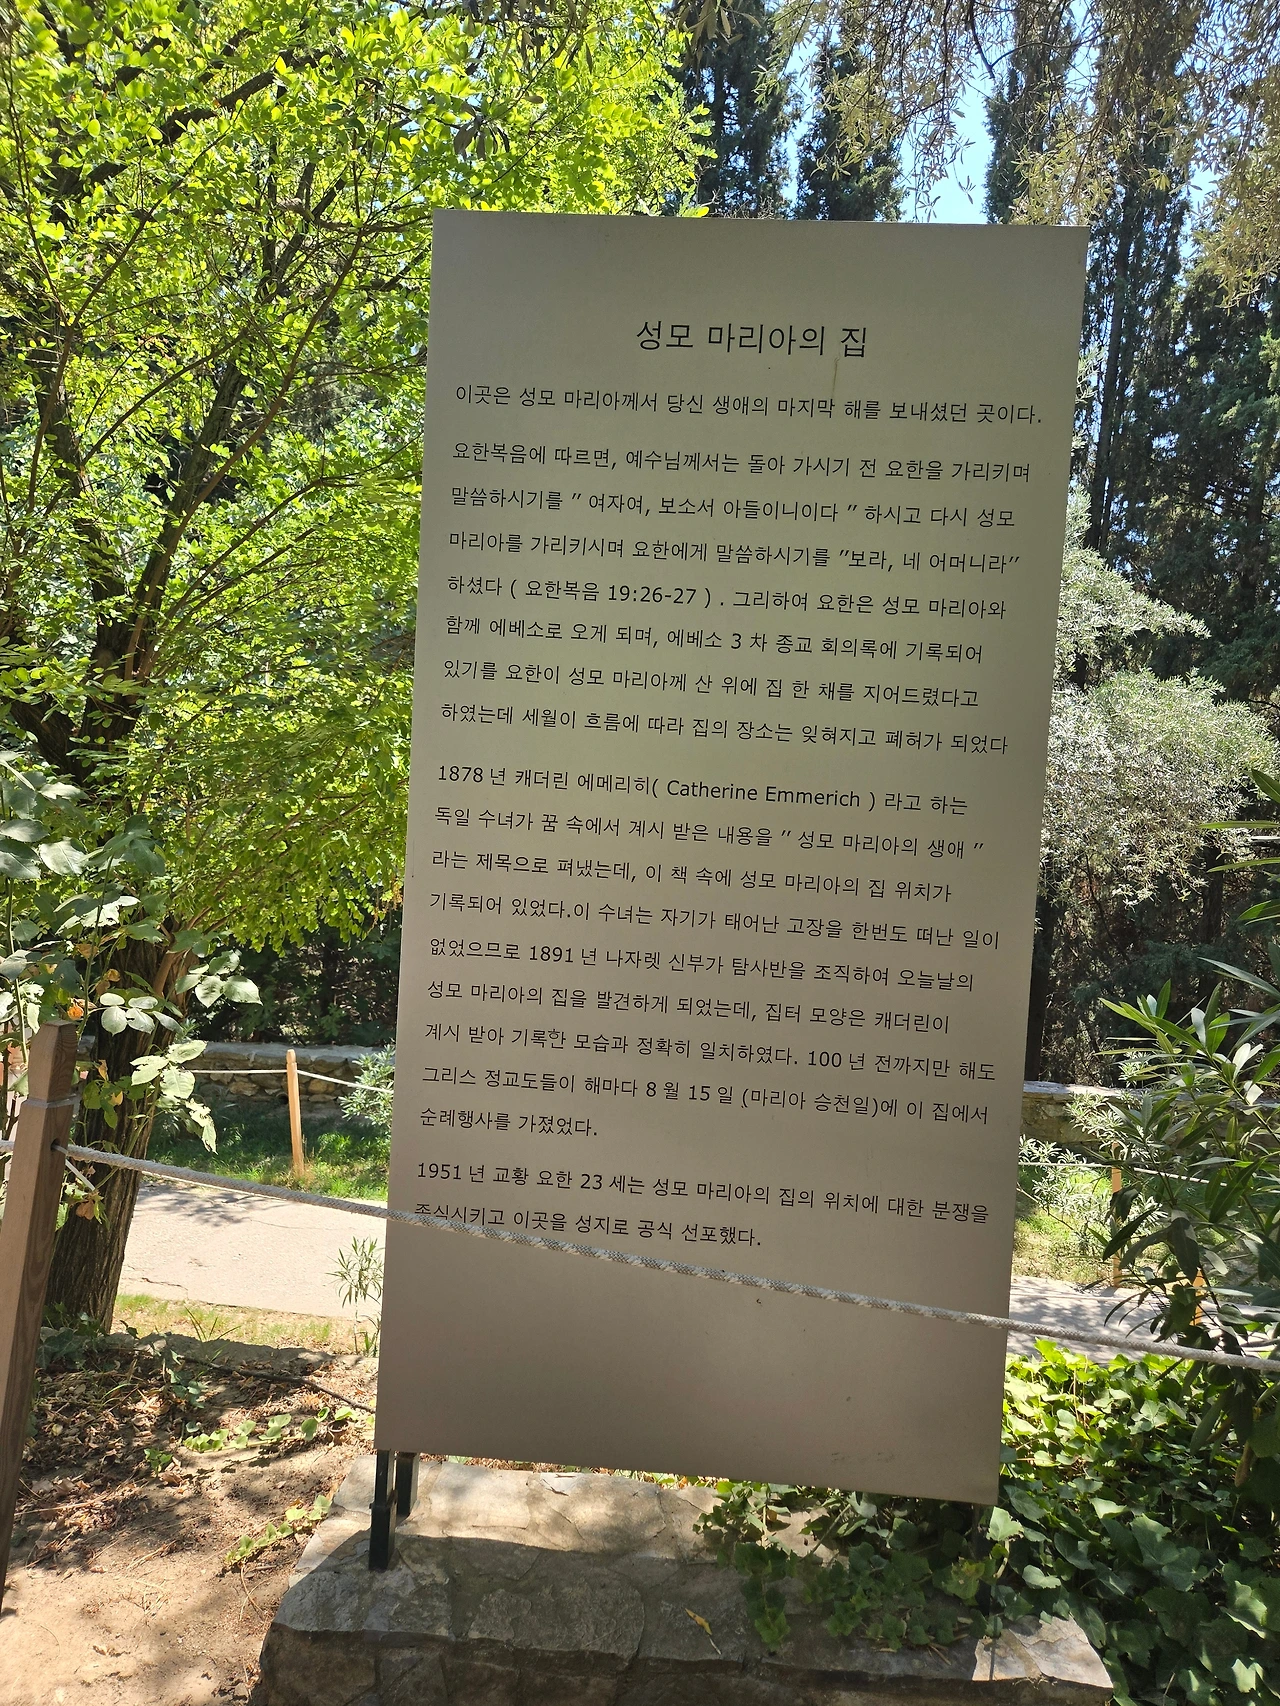 성모 마리아의 집
이곳은 성모 마리아께서 당신 생애의 마지막 해를 보내셨던 곳이다.
요한복음에 따르면, 예수님께서는 돌아 가시기 전 요한을 가리키며
말씀하시기를 " 여자여, 보소서 아들이니이다 " 하시고 다시 성모
마리아를 가리키시며 요한에게 말씀하시기를 "보라, 네 어머니라"
하셨다 ( 요한복음 19:26-27 ) . 그리하여 요한은 성모 마리아와
함께 에베소로 오게 되며, 에베소 3 차 종교 회의록에 기록되어
있기를 요한이 성모 마리아께 산 위에 집 한 채를 지어드렸다고
하였는데 세월이 흐름에 따라 집의 장소는 잊혀지고 폐허가 되었다
1878 년 캐더린 에메리히( Catherine Emmerich ) 라고 하는
독일 수녀가 꿈 속에서 계시 받은 내용을 " 성모 마리아의 생애 "
라는 제목으로 펴냈는데, 이 책 속에 성모 마리아의 집 위치가
기록되어 있었다.이 수녀는 자기가 태어난 고장을 한번도 떠난 일이
없었으므로 1891 년 나자렛 신부가 탐사반을 조직하여 오늘날의
성모 마리아의 집을 발견하게 되었는데, 집터 모양은 캐더린이
계시 받아 기록한 모습과 정확히 일치하였다. 100 년 전까지만 해도
그리스 정교도들이 해마다 8 월 15 일 (마리아 승천일)에 이 집에서
순례행사를 가졌었다.
1951 년 교황 요한 23 세는 성모 마리아의 집의 위치에 대한 분쟁을
종식시키고 이곳을 성지로 공식 선포했다.